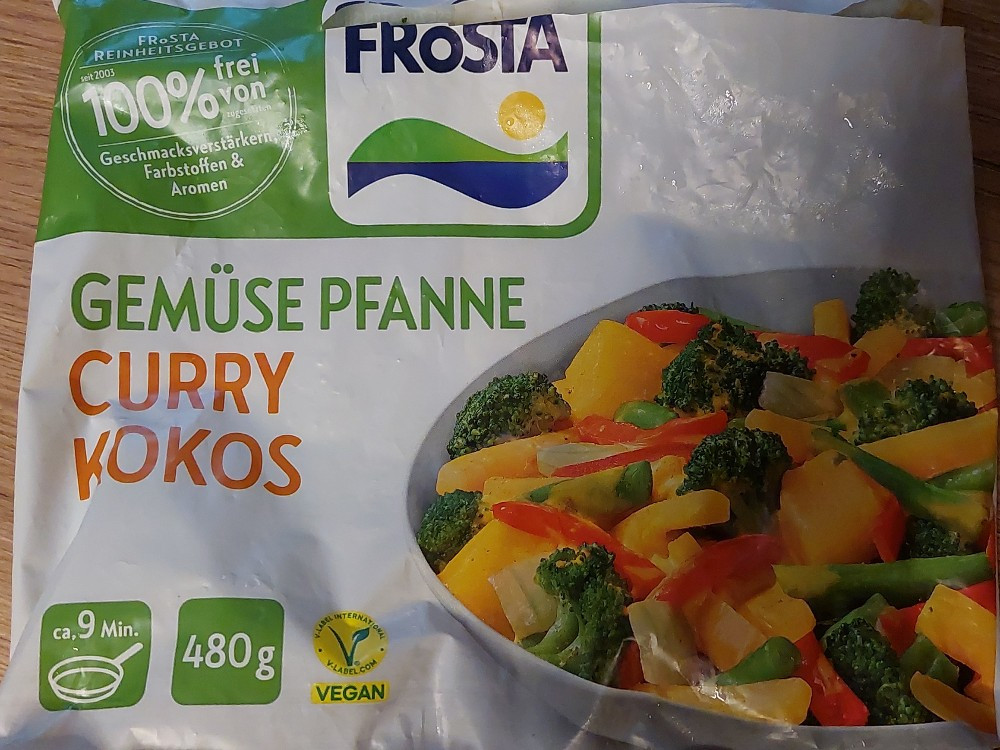 FRoSTA
REINHEITSGEBOT
seit 2003
100% frei von
zugesetzten
Geschmacksverstärkern,
Farbstoffen &
Aromen
FRoSTA
GEMÜSE PFANNE
CURRY
KOKOS
ca. 9 Min.
480 g
V-LABEL INTERNATIONAL
V-LABEL.COM
VEGAN